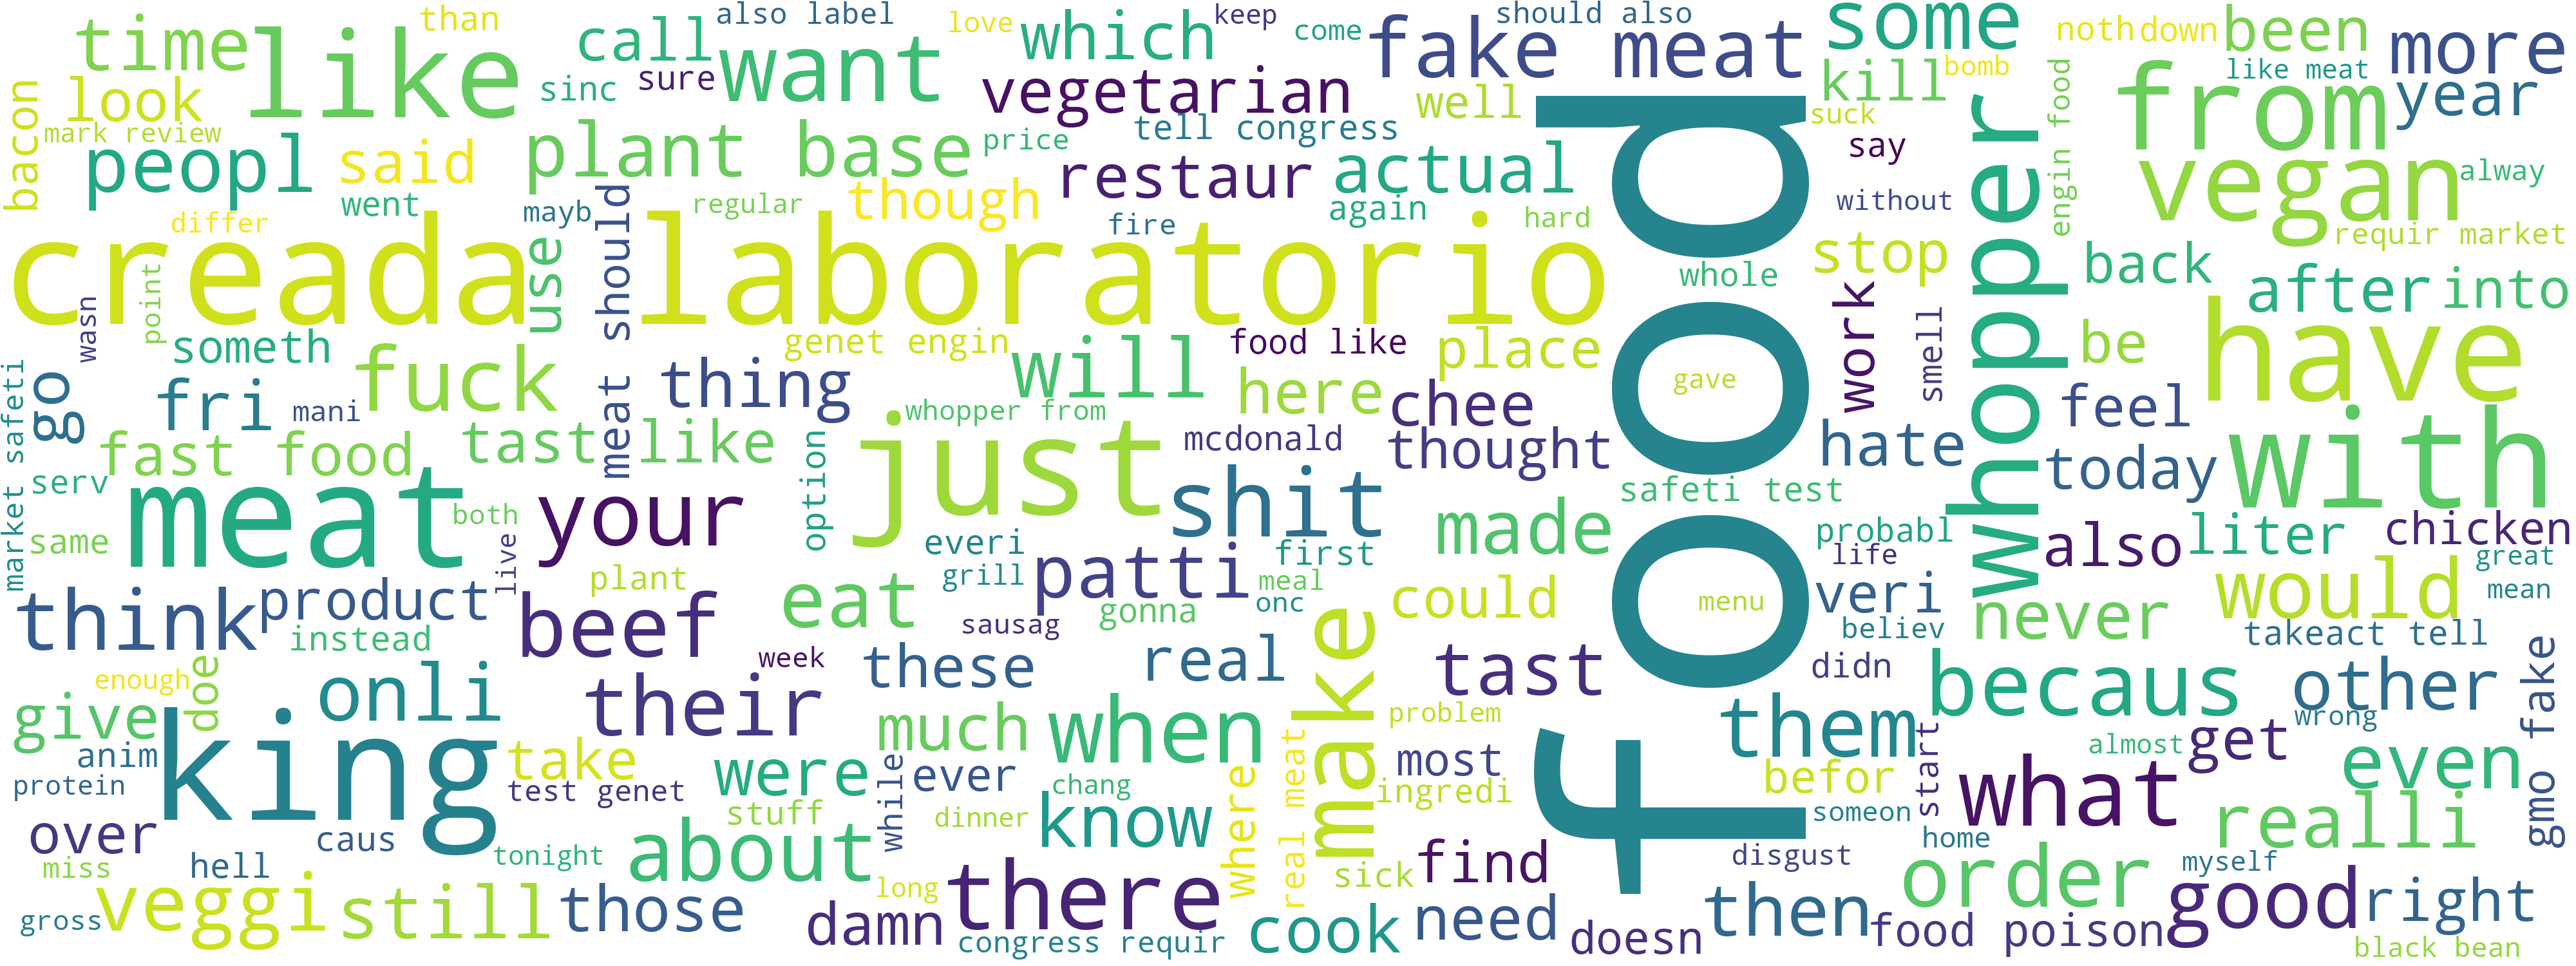 than
also label
love
keep
should also
time
like
call
want
which
come
fake meat
some
noth
down
been
more
look
sinc
sure
vegetarian
well
kill
bomb
like meat
from
year
bacon
mark review
peopl
said
plant base
price
tell congress
restaur
actual
suck
say
engin food
vegan
alway
went
mayb
differ
regular
though
again
fire
hard
without
whopper
requir market
creada
laboratorio
food
use
meat should
whole
stop
back
after
into
wasn
point
someth
genet engin
will
food like
place
work
smell
be
have
market safeti
go
fri
mani
fuck
thing
whopper from
here
chee
gave
feel
fast food
tast like
option
just
mcdonald
thought
hate
today
with
serv
meat
both
your
shit
safeti test
same
live
everi
first
made
probabl
also
liter
chicken
think
product
plant
eat
grill
patti
meal
onc
could
menu
life
veri
great
mean
would
instead
beef
sausag
gonna
make
believ
never
takeact tell
enough
doe
week
these
real
tast
didn
becaus
other
gmo fake
give
onli
their
much
when
problem
them
start
wrong
anim
king
take
were
while
ever
chang
where
real meat
most
befor
almost
get
even
protein
test genet
stuff
dinner
know
ingredi
someon
what
over
caus
tonight
about
home
realli
miss
hell
long
there
sick
find
disgust
order
myself
gross
veggi
still
those
damn
congress requir
cook
need
doesn
then
food poison
good
right
black bean